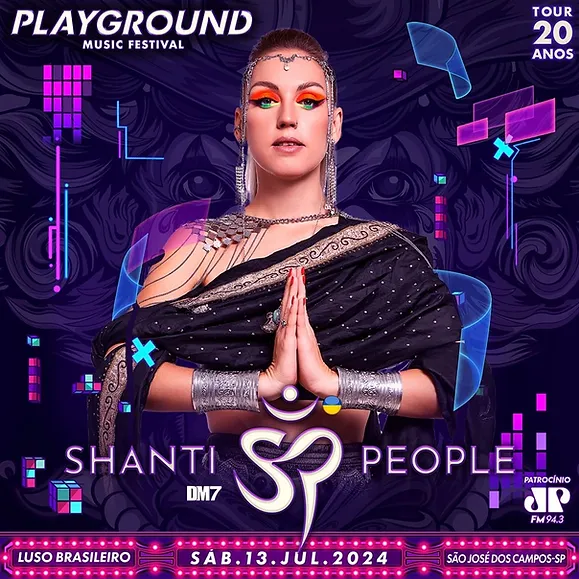 PLAYGROUND
MUSIC FESTIVAL
TOUR
20
ANOS
SHANTI SP PEOPLE
DM7
PATROCÍNIO
JP
FM 94.3
LUSO BRASILEIRO
SÁB.13.JUL.2024
SÃO JOSÉ DOS CAMPOS-SP